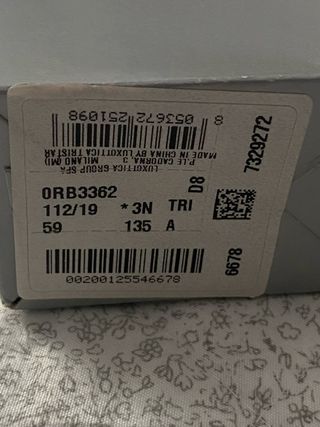 8 053672 251098
MADE IN CHINA BY LUXOTTICA TRISTAR
P.LE CADORNA, 3 MILANO (MI)
LUXOTTICA GROUP SPA
0RB3362 D8
112/19 *3N TRI
59 135 A
00200125546678
7329272
6678